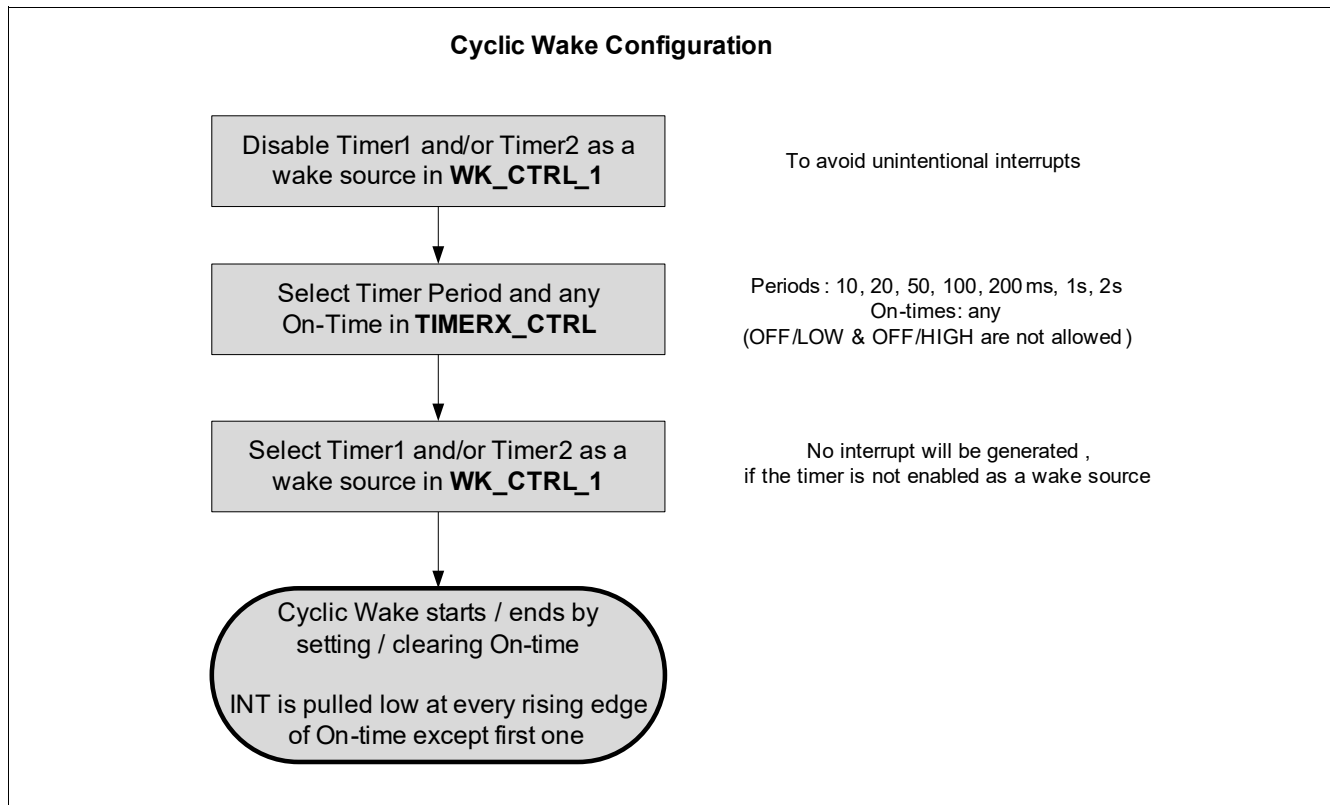 Cyclic Wake Configuration
Disable Timer1 and/or Timer2 as a
wake source in WK_CTRL_1
To avoid unintentional interrupts
Select Timer Period and any
On-Time in TIMERX_CTRL
Periods : 10, 20, 50, 100, 200 ms, 1s, 2s
On-times: any
(OFF/LOW & OFF/HIGH are not allowed )
Select Timer1 and/or Timer2 as a
wake source in WK_CTRL_1
No interrupt will be generated ,
if the timer is not enabled as a wake source
Cyclic Wake starts / ends by
setting / clearing On-time
INT is pulled low at every rising edge
of On-time except first one